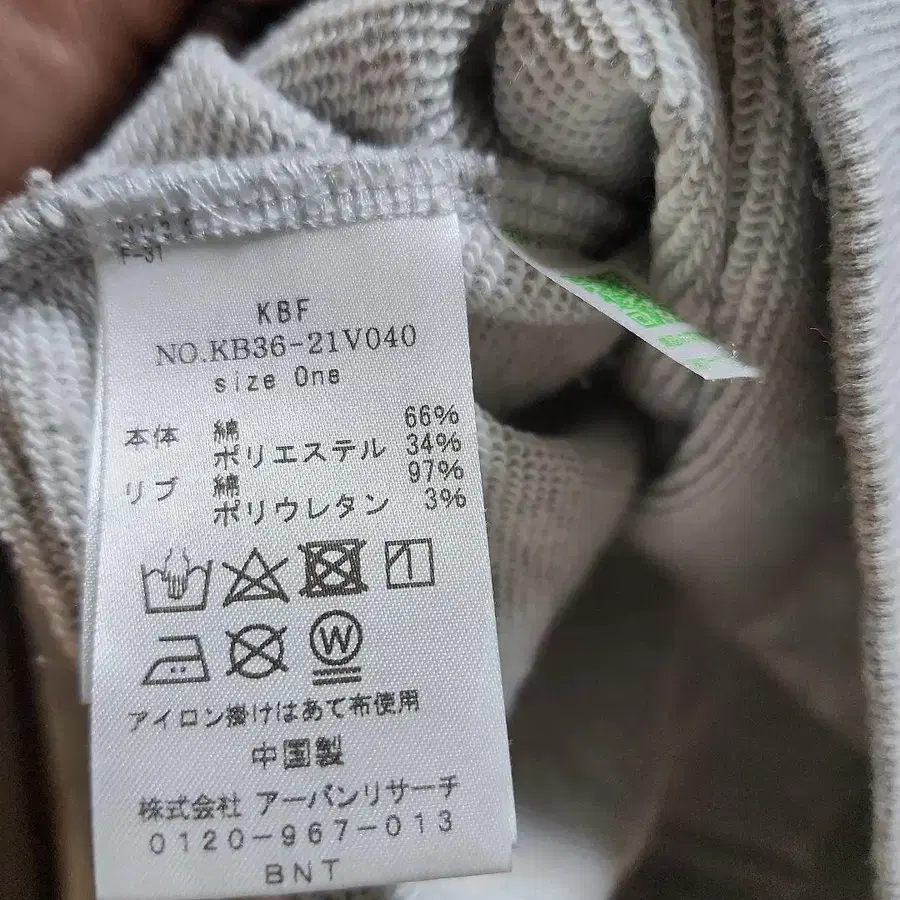 F-31
KBF
NO.KB36-21V040
size One
本体 綿 66%
ポリエステル 34%
リブ 綿 97%
ポリウレタン 3%
W
アイロン掛けはあて布使用
中国製
株式会社 アーバンリサーチ
0120-967-013
BNT